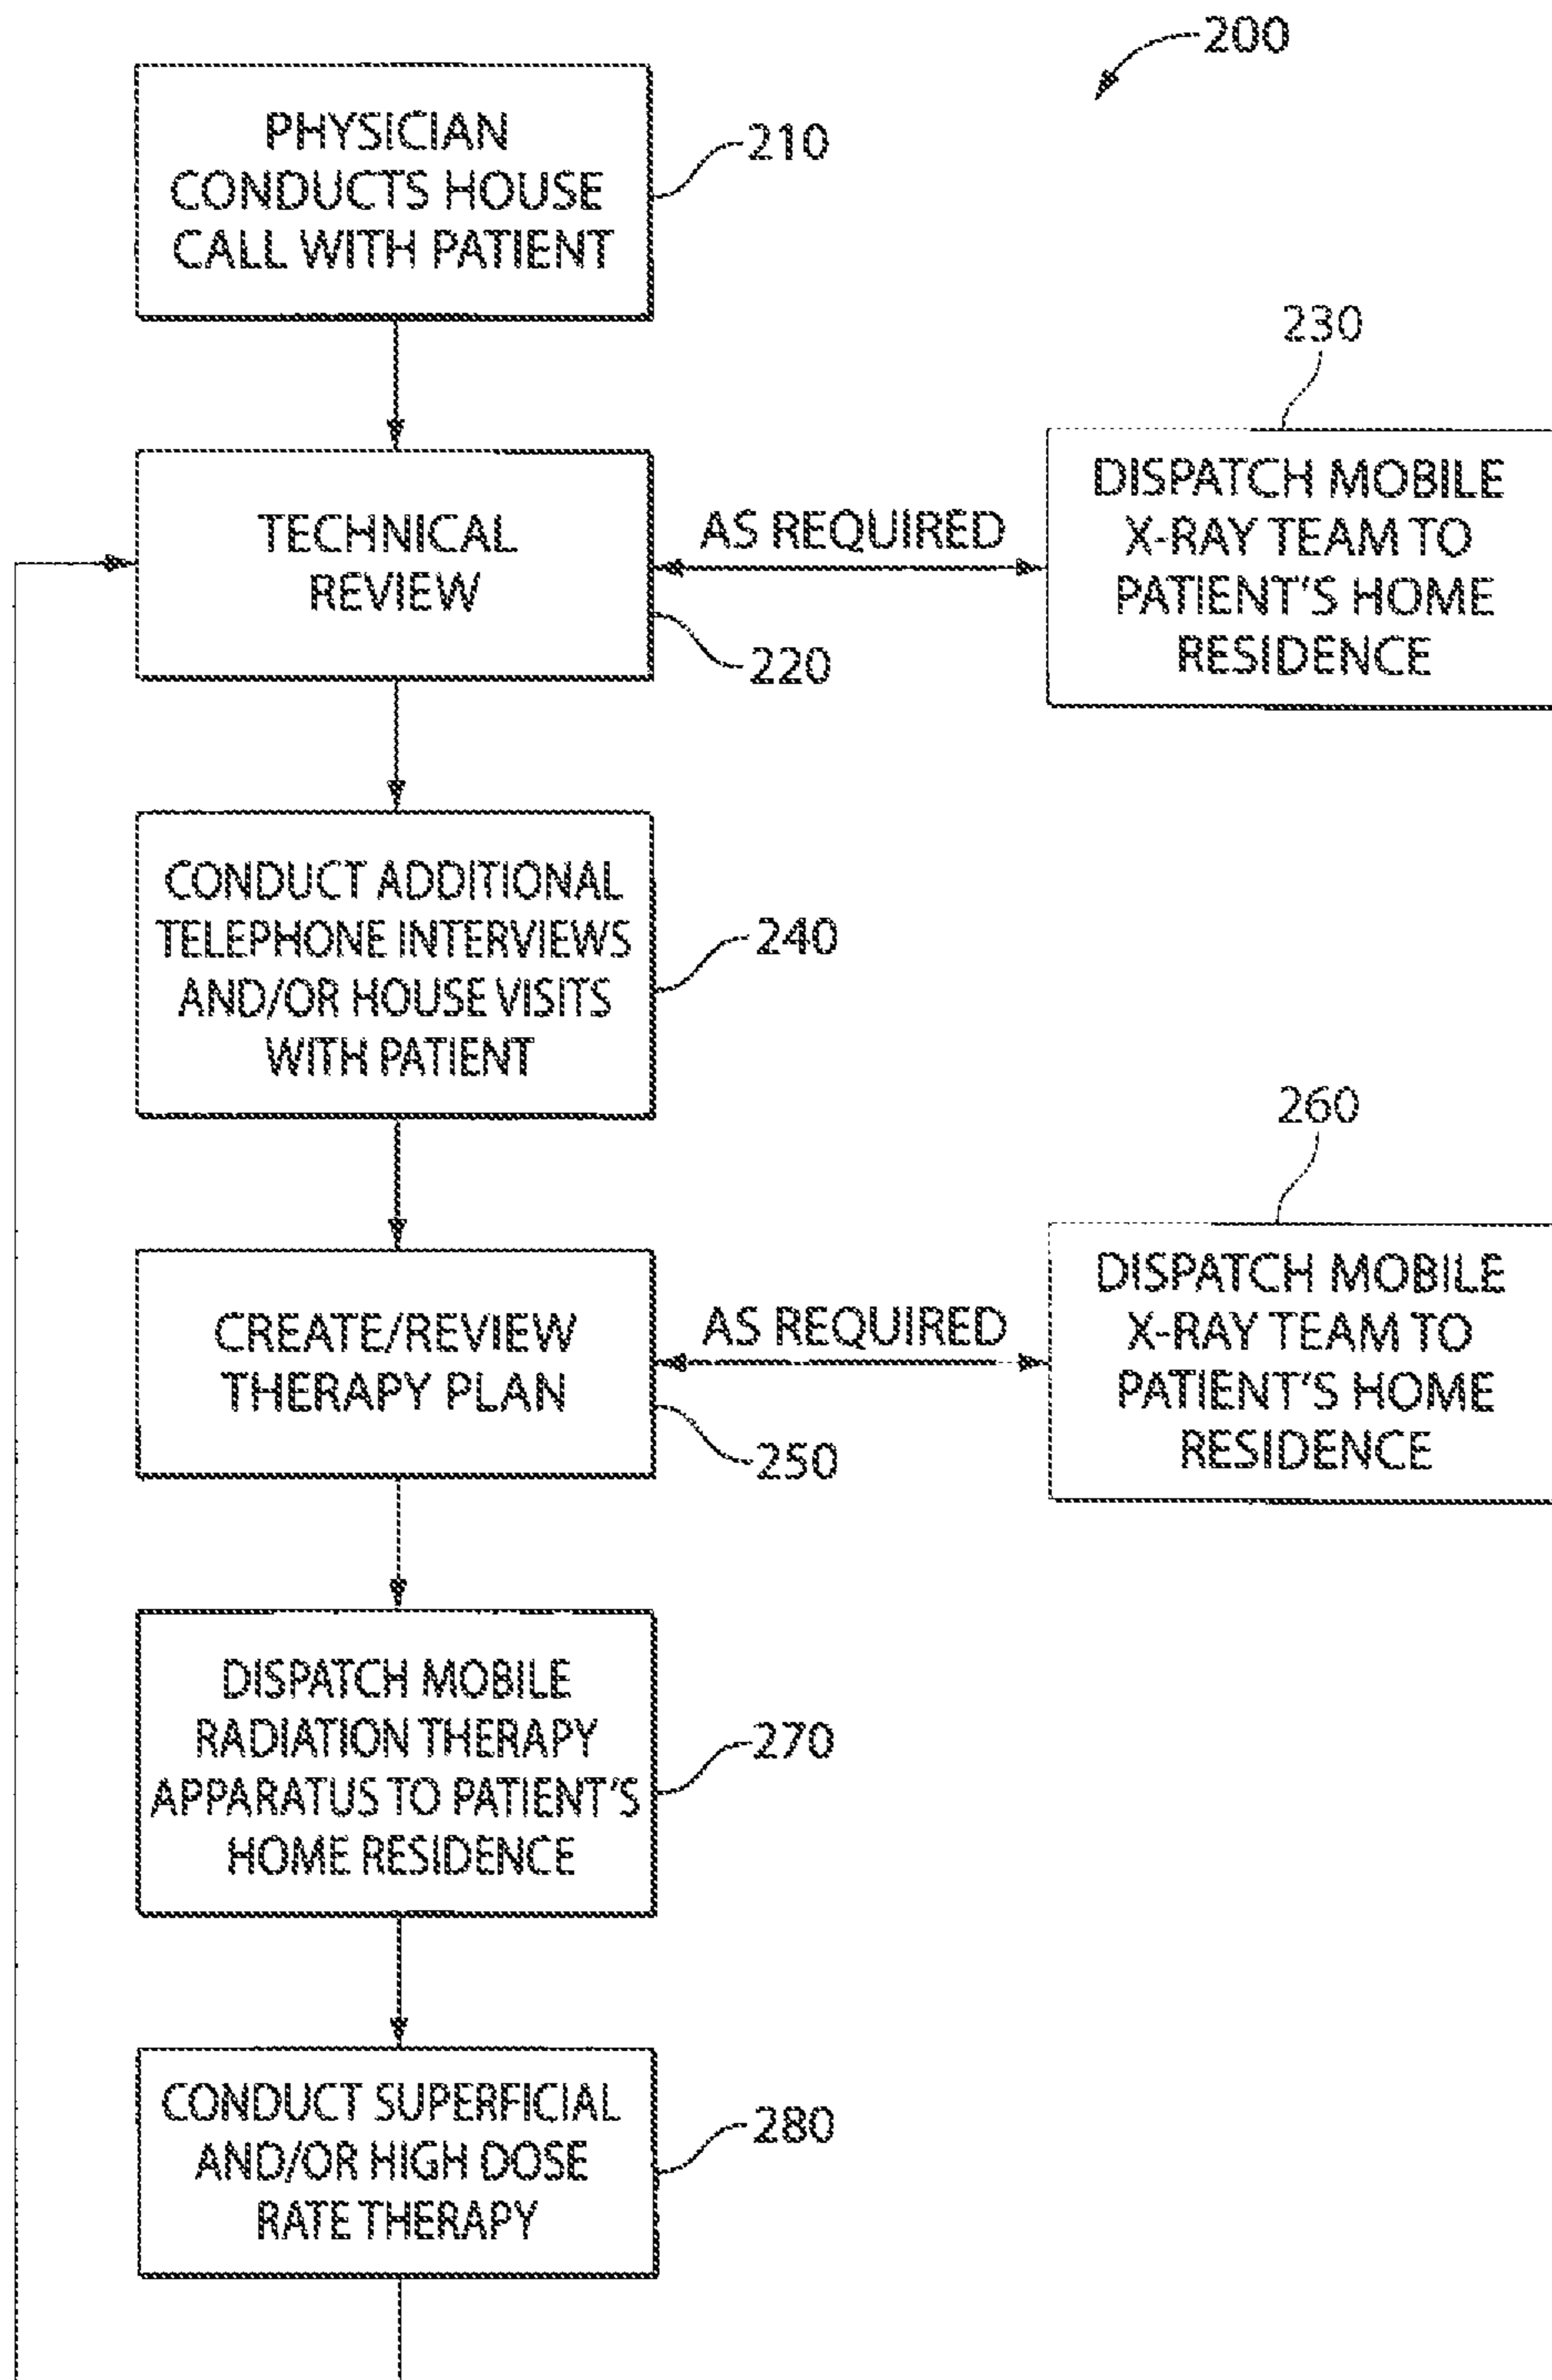 200
PHYSICIAN
CONDUCTS HOUSE
CALL WITH PATIENT
210
230
TECHNICAL
REVIEW
220
AS REQUIRED
DISPATCH MOBILE
X-RAY TEAM TO
PATIENT'S HOME
RESIDENCE
CONDUCT ADDITIONAL
TELEPHONE INTERVIEWS
AND/OR HOUSE VISITS
WITH PATIENT
240
260
CREATE/REVIEW
THERAPY PLAN
250
AS REQUIRED
DISPATCH MOBILE
X-RAY TEAM TO
PATIENT'S HOME
RESIDENCE
DISPATCH MOBILE
RADIATION THERAPY
APPARATUS TO PATIENT'S
HOME RESIDENCE
270
CONDUCT SUPERFICIAL
AND/OR HIGH DOSE
RATE THERAPY
280